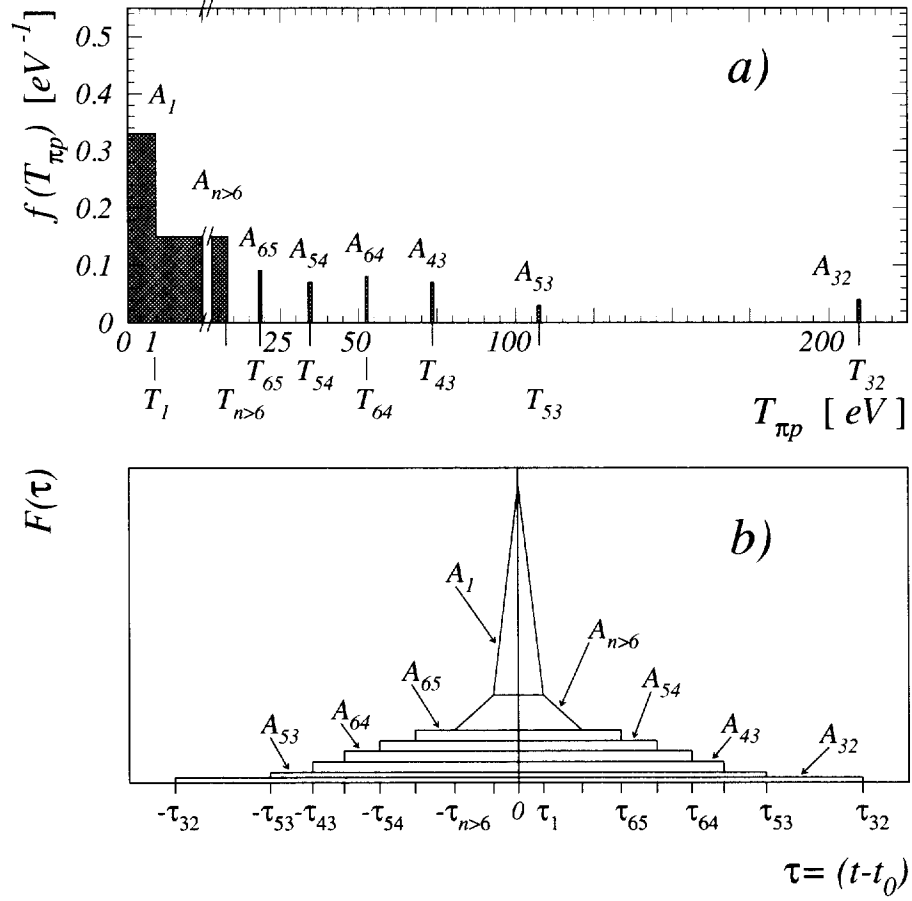 a)
f (T_πp) [eV⁻¹]
0.5
0.4
0.3
0.2
0.1
0
A_1
A_n>6
A_65
A_54
A_64
A_43
A_53
A_32
0 1 25 50 100 200
T_65 T_54 T_43 T_32
T_1 T_n>6 T_64 T_53
T_πp [ eV]
F(τ)
b)
A_1
A_n>6
A_65
A_54
A_64
A_43
A_53
A_32
-τ_32 -τ_53 -τ_43 -τ_54 -τ_n>6 0 τ_1 τ_65 τ_64 τ_53 τ_32
τ= (t-t_0)